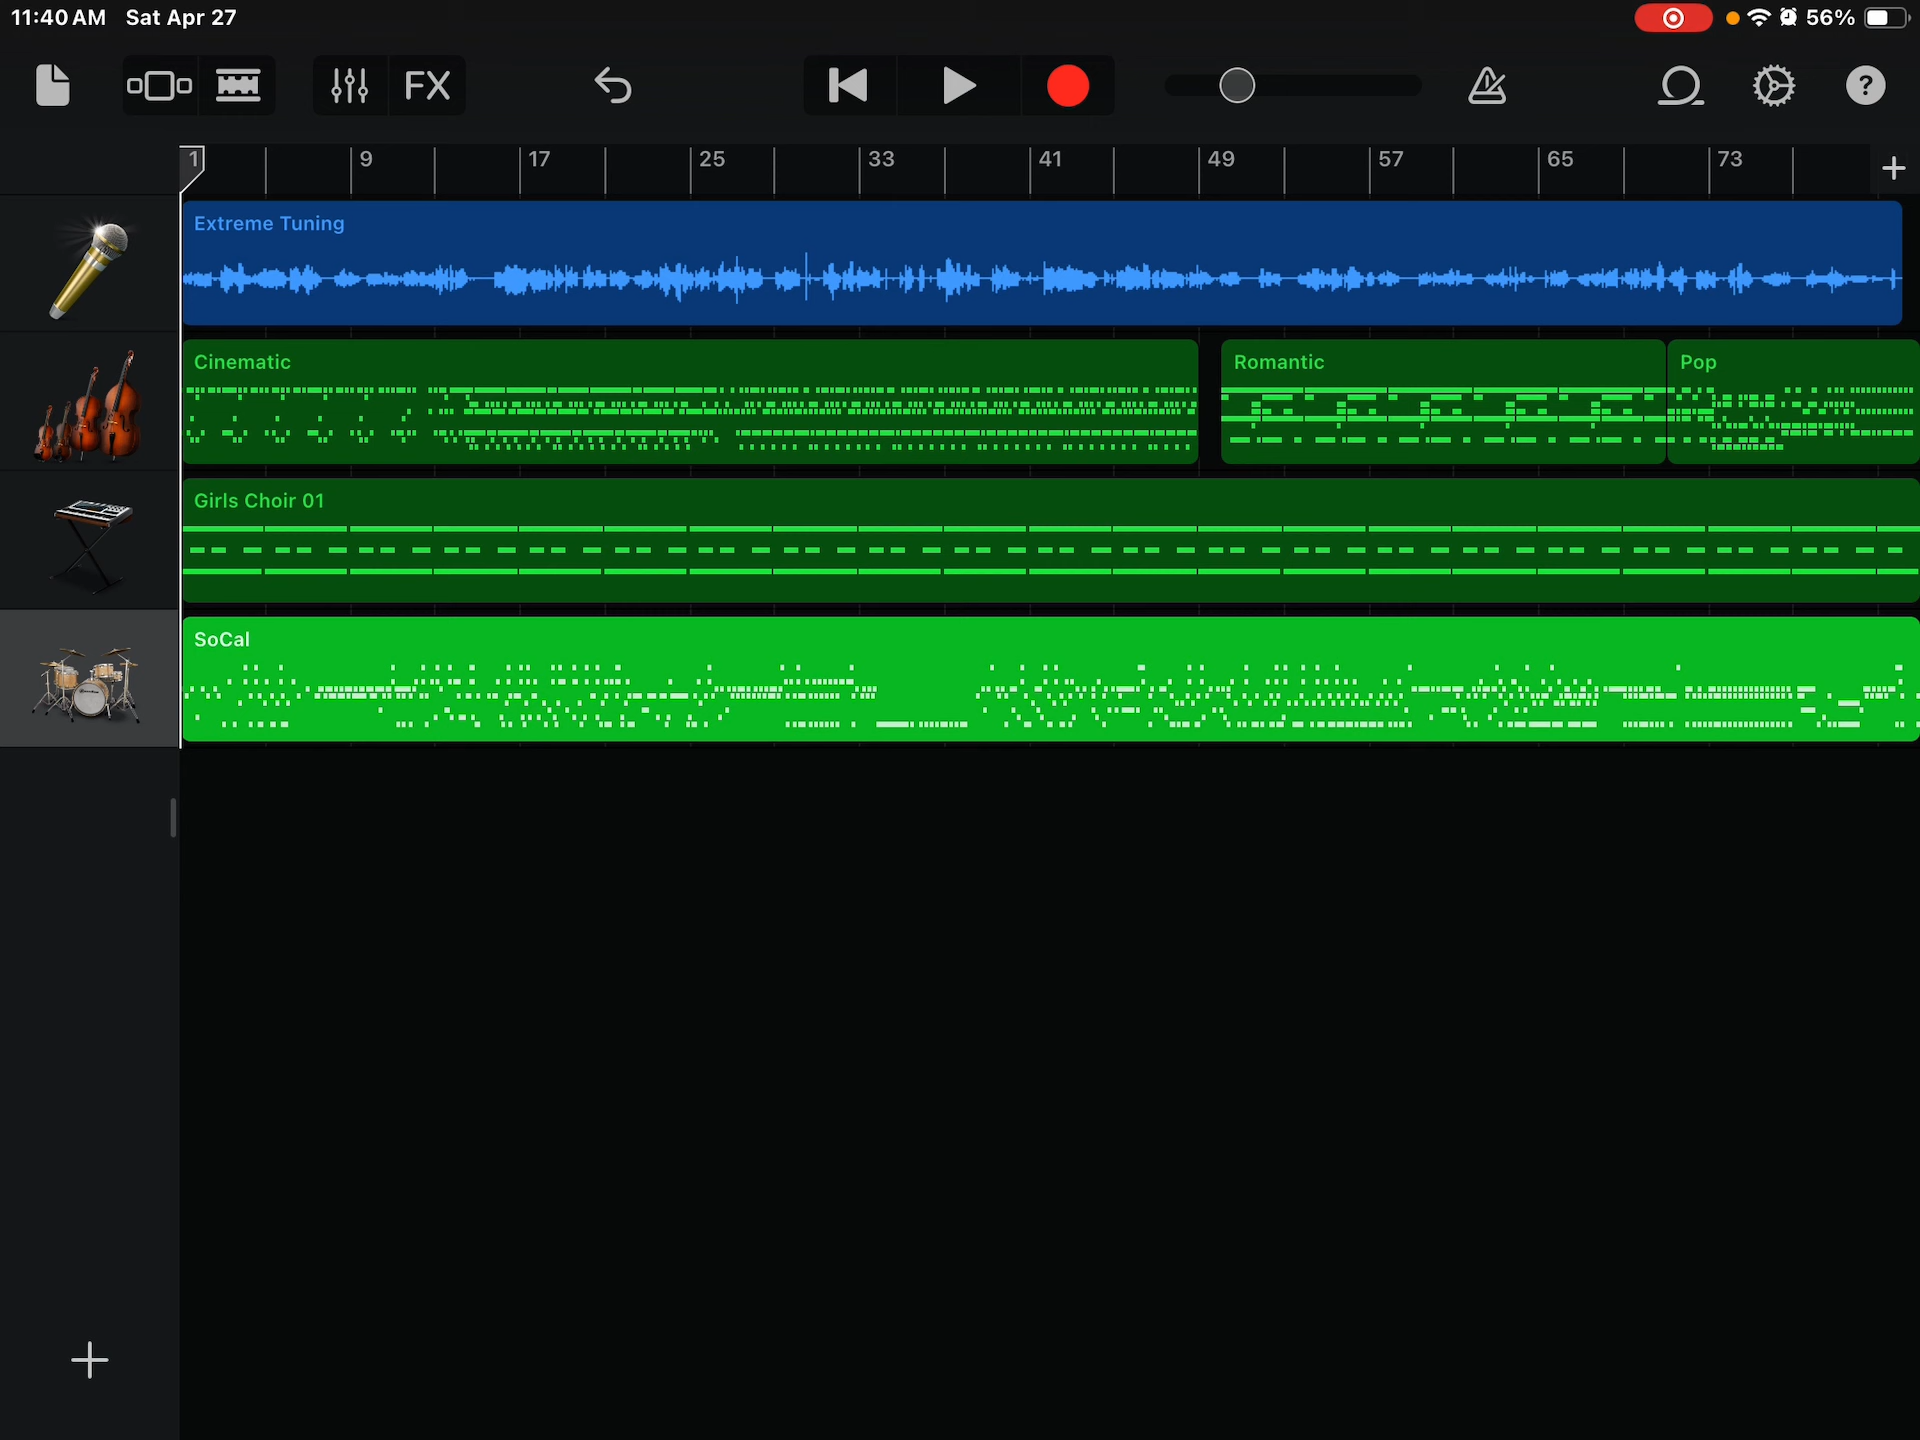 11:40 AM Sat Apr 27 56%
FX ?
1 9 17 25 33 41 49 57 65 73
Extreme Tuning
Cinematic Romantic Pop
Girls Choir 01
SoCal